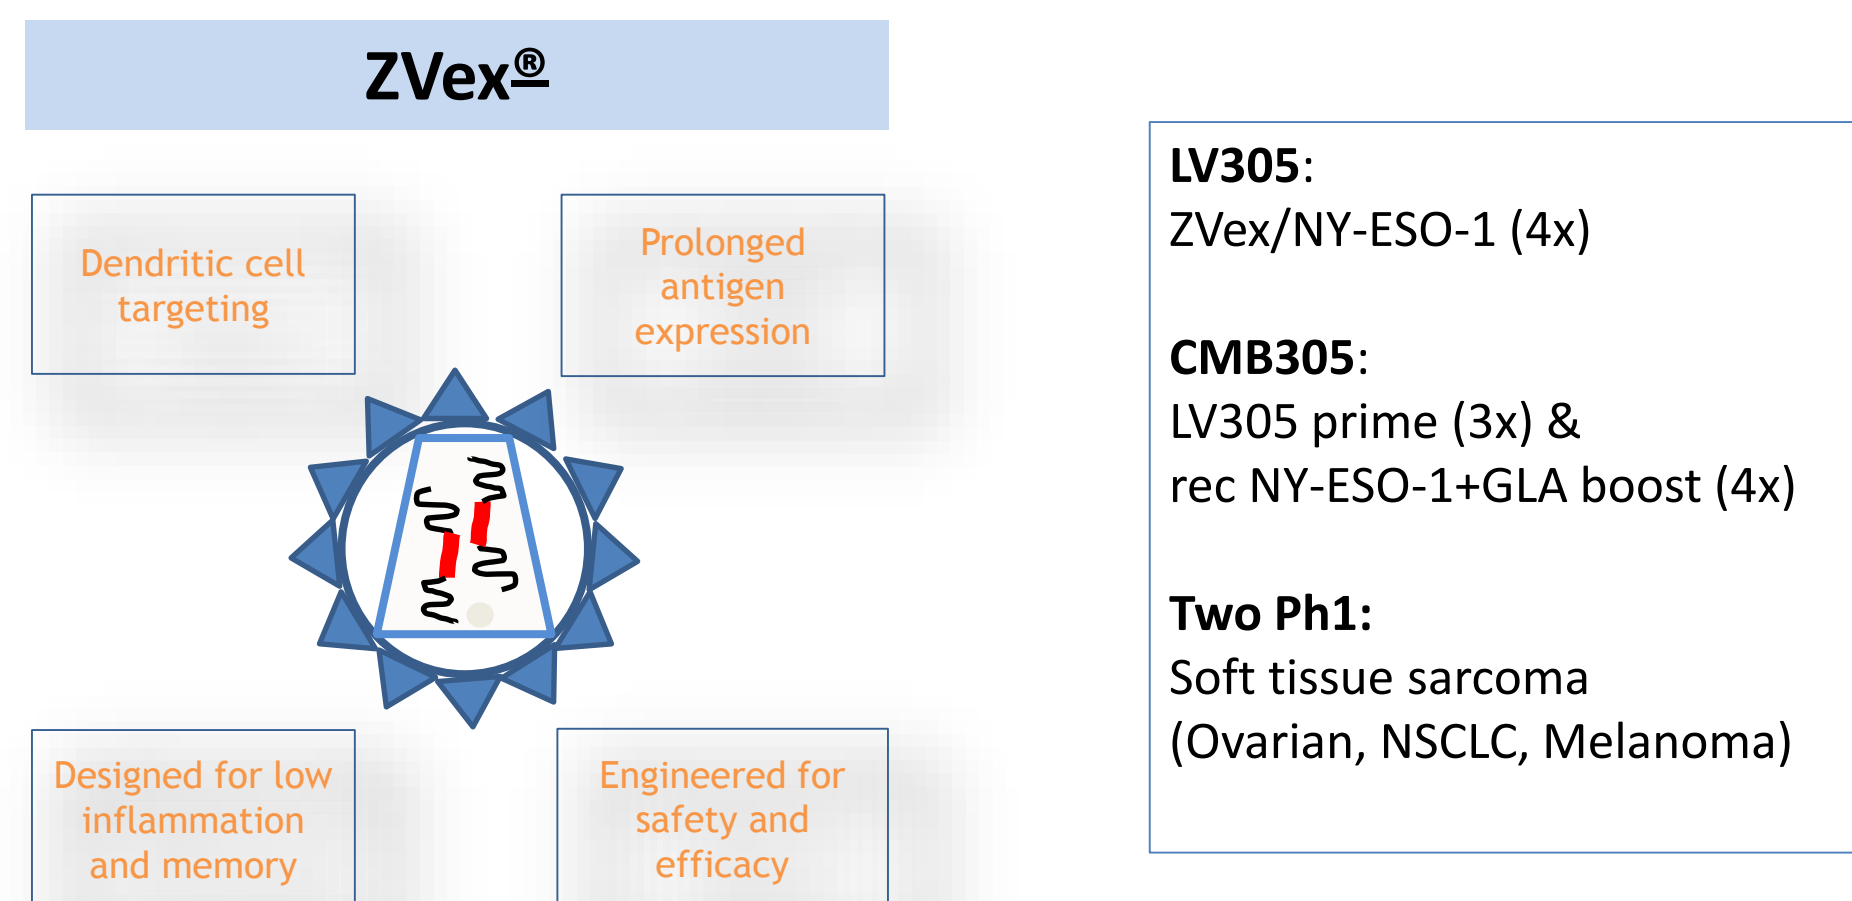 ZVex®
Dendritic cell
targeting
Prolonged
antigen
expression
Designed for low
inflammation
and memory
Engineered for
safety and
efficacy
LV305:
ZVex/NY-ESO-1 (4x)
CMB305:
LV305 prime (3x) &
rec NY-ESO-1+GLA boost (4x)
Two Ph1:
Soft tissue sarcoma
(Ovarian, NSCLC, Melanoma)